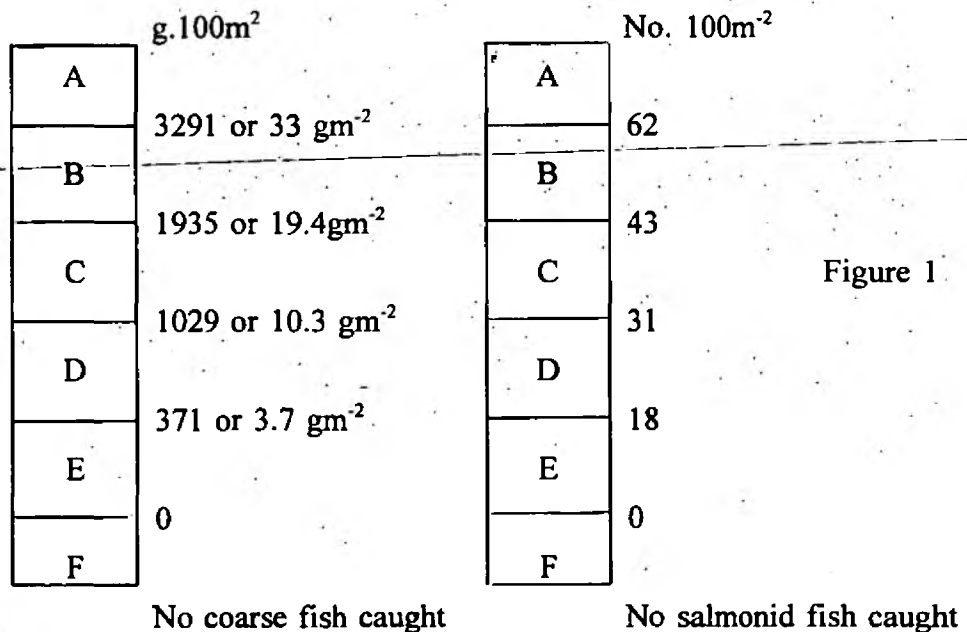 g.100m² No. 100m⁻²
A A
3291 or 33 gm⁻² 62
B B
1935 or 19.4gm⁻² 43
C C Figure 1
1029 or 10.3 gm⁻² 31
D D
371 or 3.7 gm⁻² 18
E E
0 0
F F
No coarse fish caught No salmonid fish caught